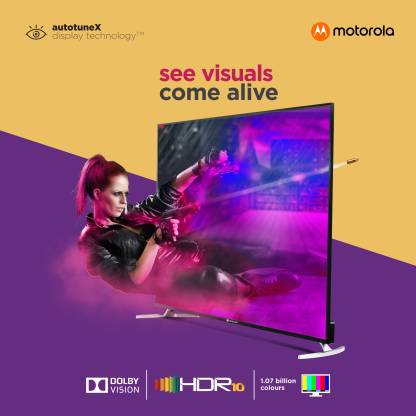 autotuneX
display technology™
motorola
see visuals
come alive
DOLBY
VISION
HDR10
1.07 billion
colours